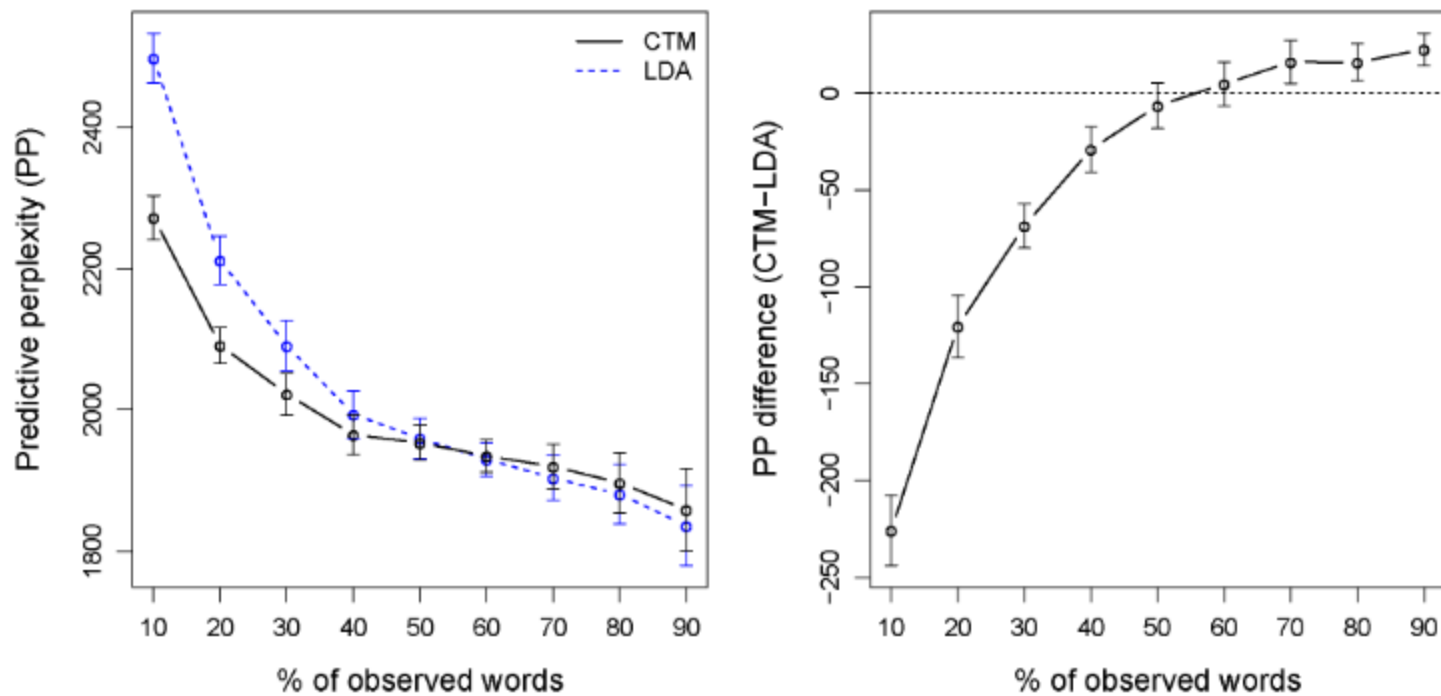 CTM
LDA
Predictive perplexity (PP)
2400
2200
2000
1800
10 20 30 40 50 60 70 80 90
% of observed words
PP difference (CTM−LDA)
0
−50
−100
−150
−200
−250
10 20 30 40 50 60 70 80 90
% of observed words